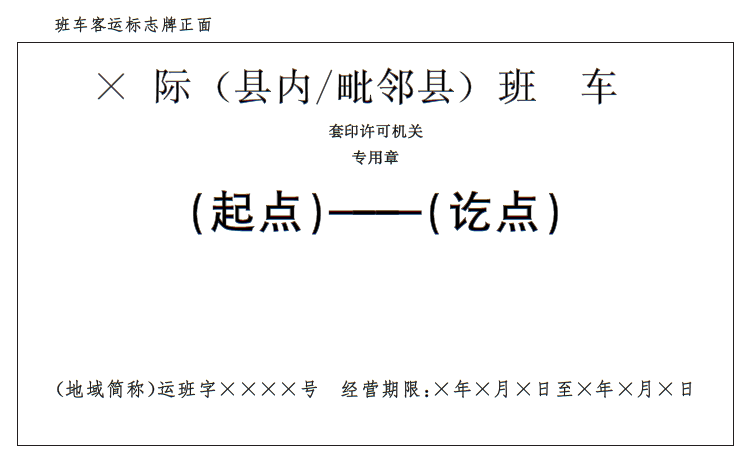 班车客运标志牌正面
× 际（县内/毗邻县）班 车
套印许可机关
专用章
(起点)——(讫点)
(地域简称)运班字××××号 经营期限:×年×月×日至×年×月×日